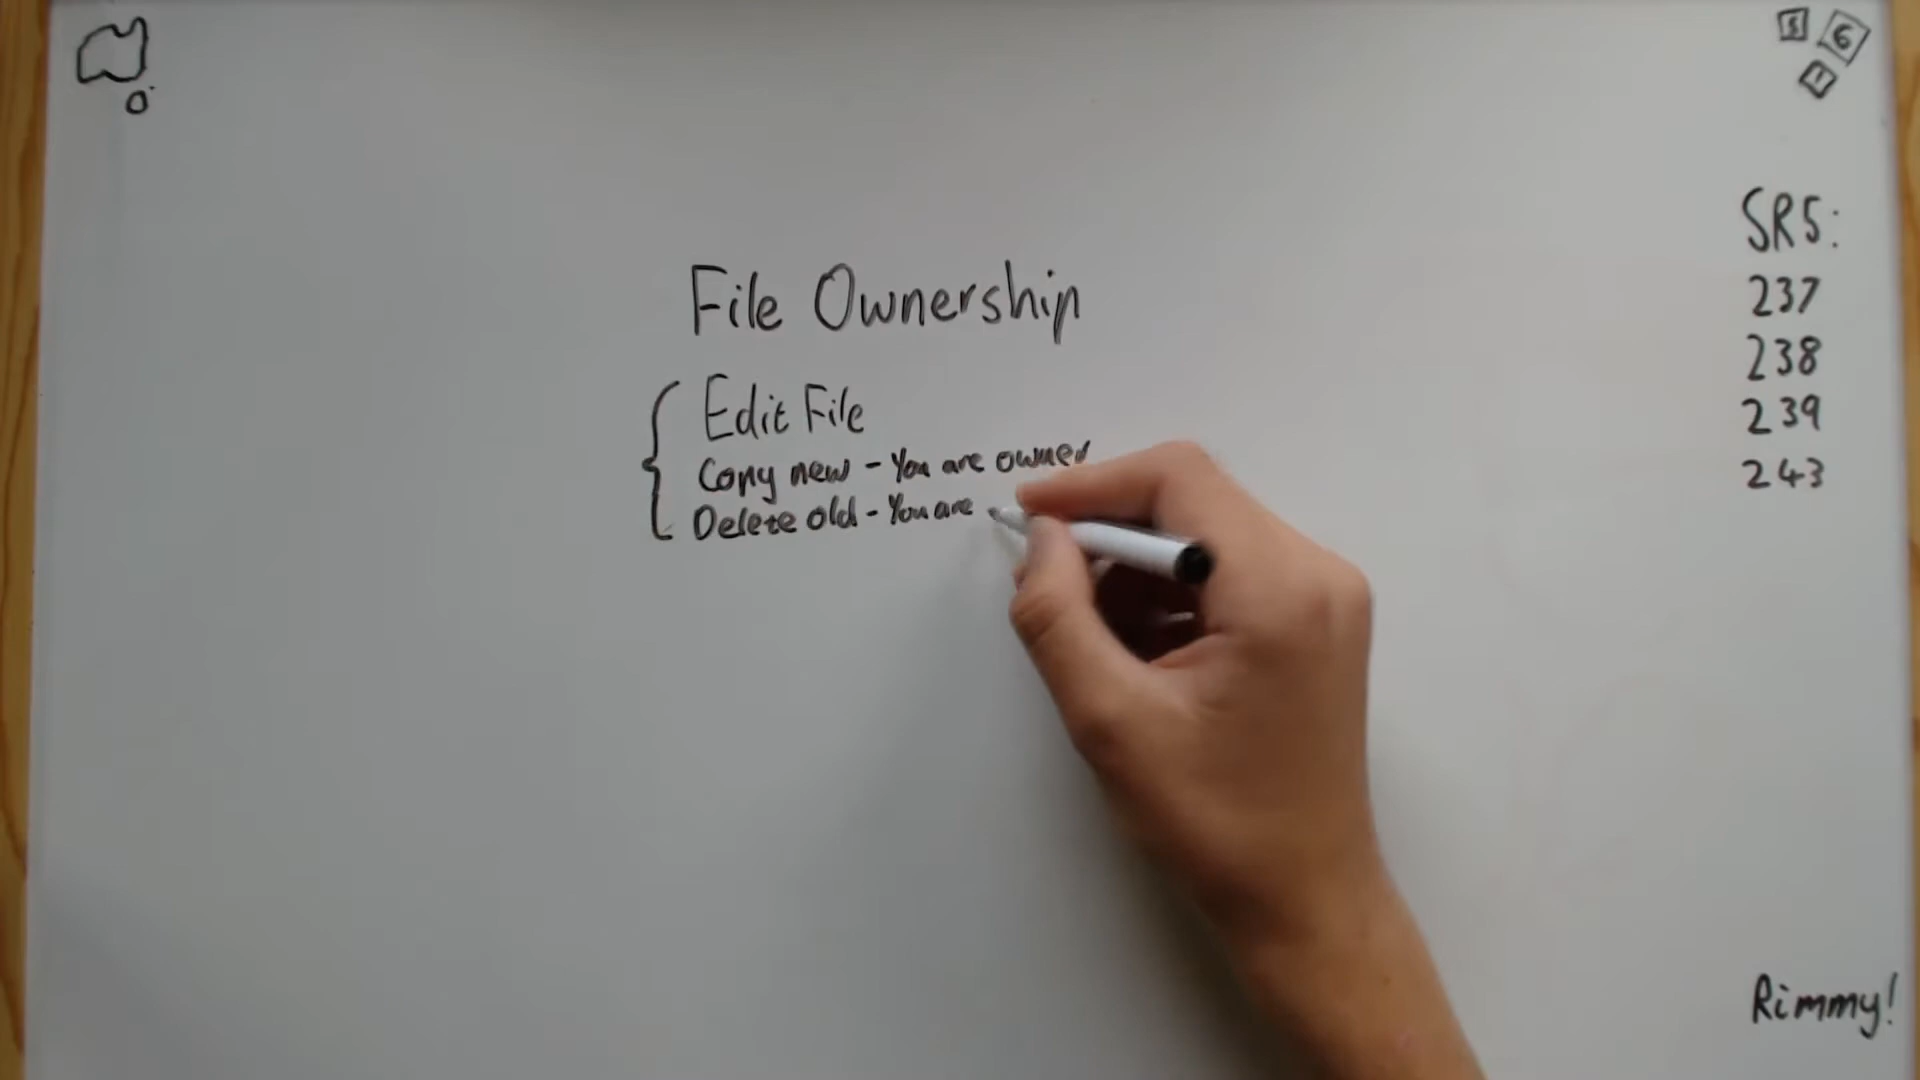 File Ownership
Edit File
Copy new - You are owner
Delete old - You are
SR5:
237
238
239
243
6
Rimmy!